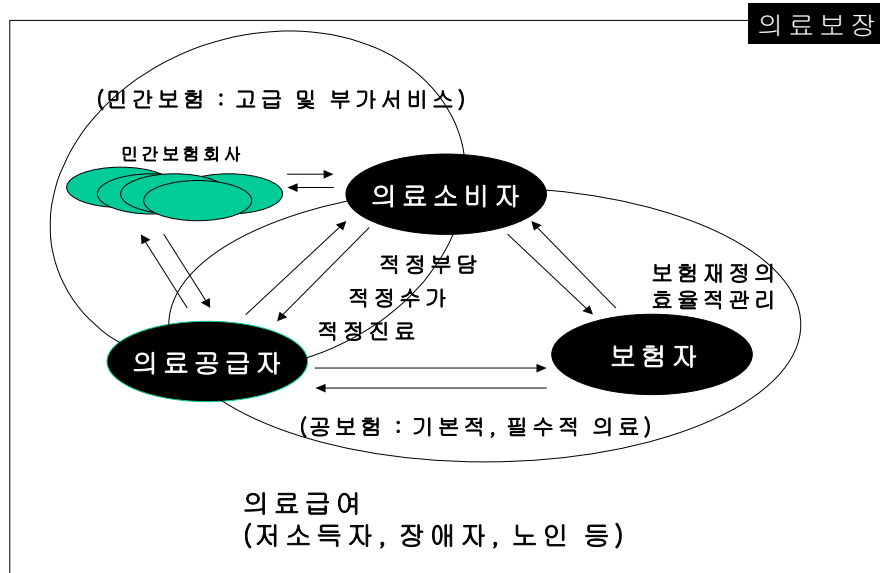 의료보장
(민간보험 : 고급 및 부가서비스)
민간보험회사
의료소비자
적정부담
적정수가
적정진료
보험재정의
효율적관리
의료공급자
보험자
(공보험 : 기본적, 필수적 의료)
의료급여
(저소득자, 장애자, 노인 등)